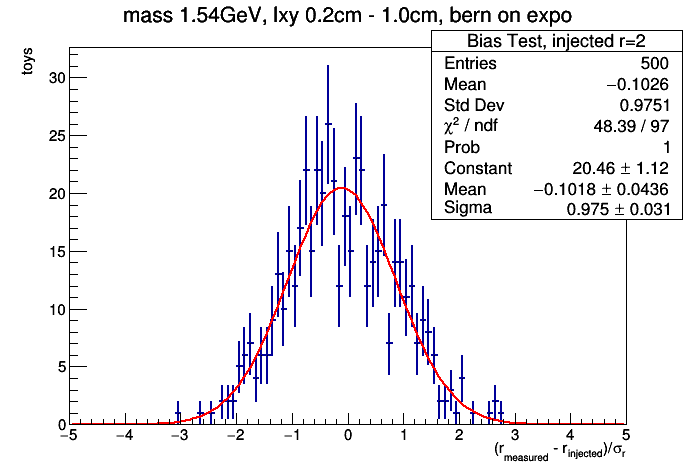 mass 1.54GeV, lxy 0.2cm - 1.0cm, bern on expo
Bias Test, injected r=2
Entries 500
Mean −0.1026
Std Dev 0.9751
χ² / ndf 48.39 / 97
Prob 1
Constant 20.46 ± 1.12
Mean −0.1018 ± 0.0436
Sigma 0.975 ± 0.031
toys
30
25
20
15
10
5
0
−5 −4 −3 −2 −1 0 1 2 3 4 5
(r_measured - r_injected)/σ_r